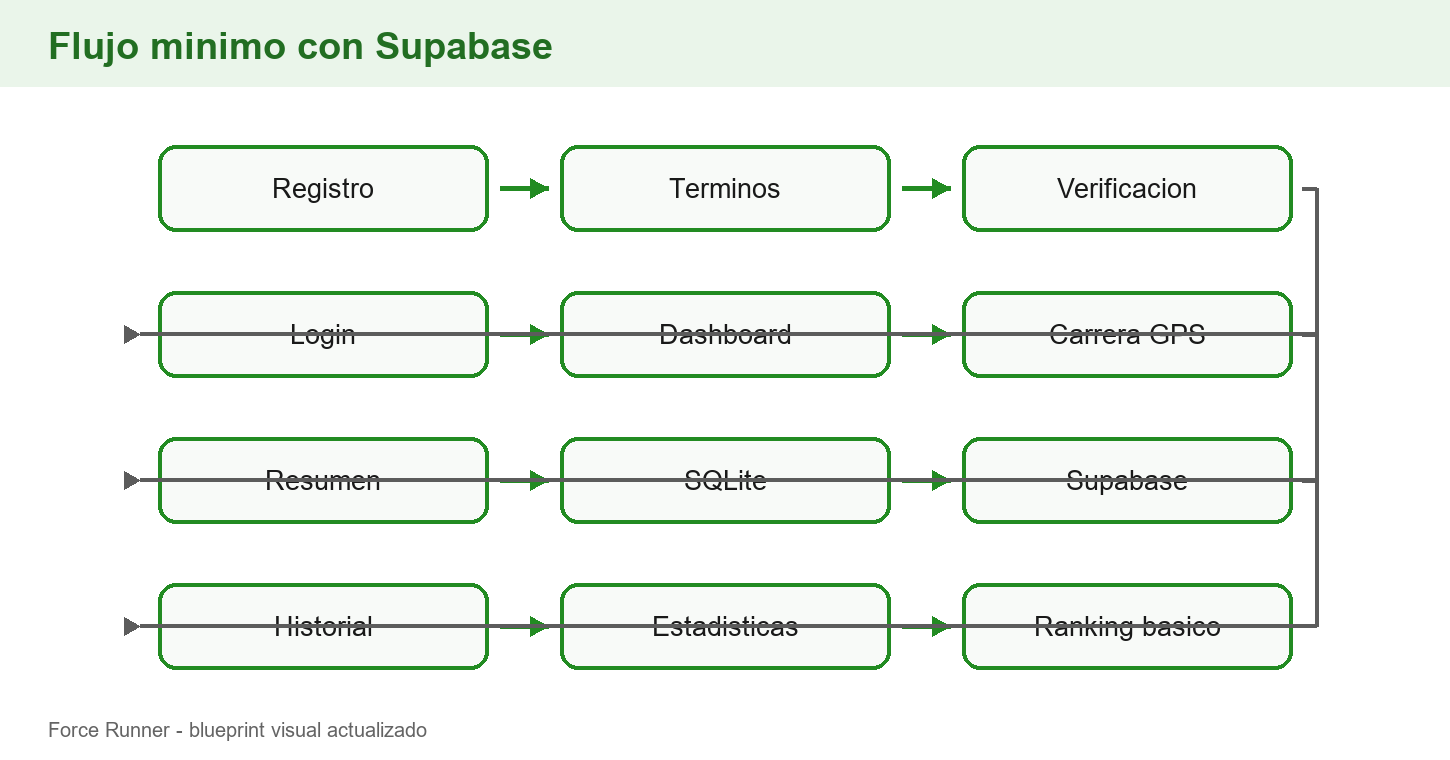 Flujo minimo con Supabase
Registro
Terminos
Verificacion
Login
Dashboard
Carrera GPS
Resumen
SQLite
Supabase
Historial
Estadisticas
Ranking basico
Force Runner - blueprint visual actualizado